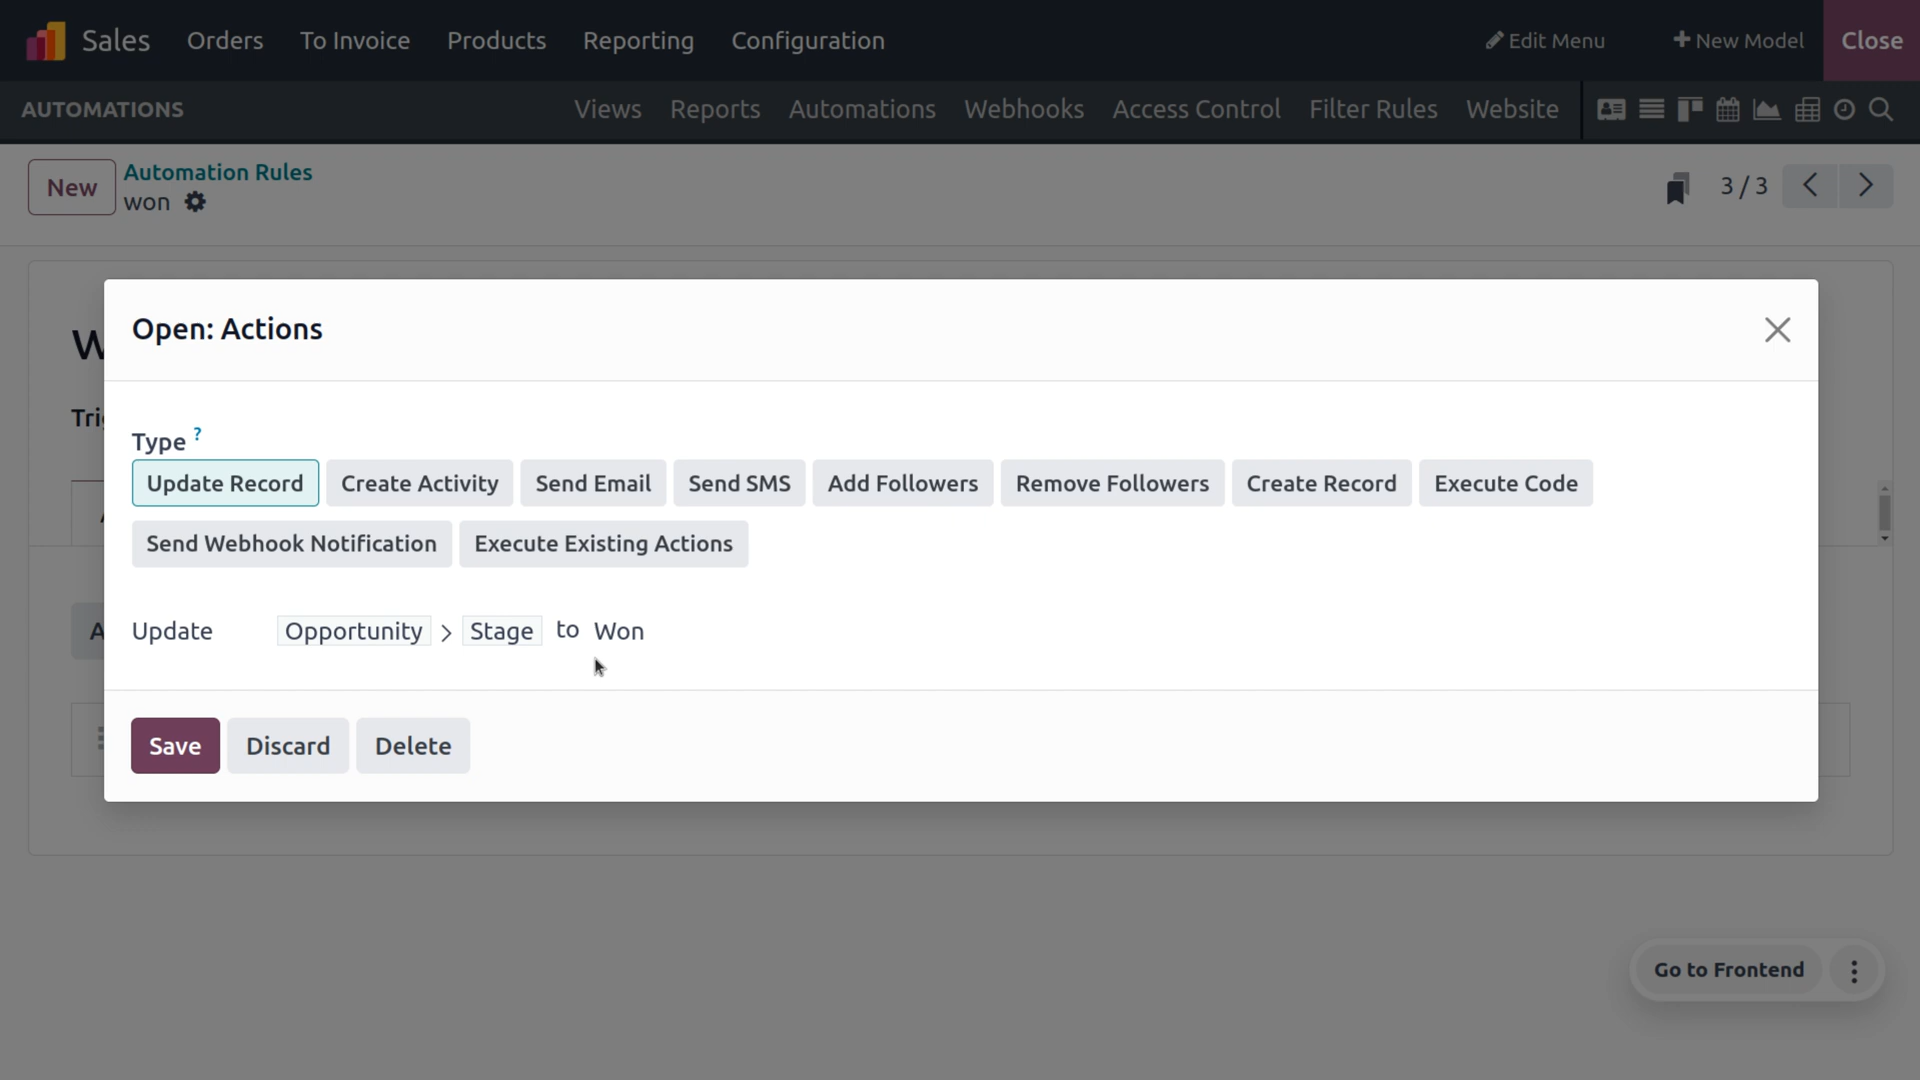 Sales Orders To Invoice Products Reporting Configuration Edit Menu + New Model Close
AUTOMATIONS Views Reports Automations Webhooks Access Control Filter Rules Website
New Automation Rules
won 3 / 3
Open: Actions
Type ?
Update Record Create Activity Send Email Send SMS Add Followers Remove Followers Create Record Execute Code
Send Webhook Notification Execute Existing Actions
Update Opportunity > Stage to Won
Save Discard Delete
Go to Frontend